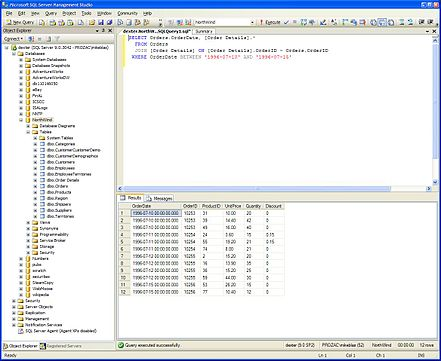 Microsoft SQL Server Management Studio
File Edit View Query Project Tools Window Community Help
New Query
NorthWind
Execute
Object Explorer
Connect
dexter (SQL Server 9.0.3042 - PROZAC\mikeblas)
Databases
System Databases
Database Snapshots
AdventureWorks
AdventureWorksDW
eBay
ISALogs
NNTP
NorthWind
Database Diagrams
Tables
System Tables
dbo.Categories
dbo.CustomerCustomerDemo
dbo.CustomerDemographics
dbo.Customers
dbo.Employees
dbo.EmployeeTerritories
dbo.Order Details
dbo.Orders
dbo.Products
dbo.Region
dbo.Shippers
dbo.Suppliers
dbo.Territories
Views
Synonyms
Programmability
Service Broker
Storage
Security
Numbers
pubs
scratch
securities
SteamCopy
WebMoose
wikipedia
Security
Server Objects
Replication
Management
Notification Services
SQL Server Agent (Agent XPs disabled)
Object Explorer Registered Servers
dexter.NorthW...SQLQuery1.sql* Summary
SELECT Orders.OrderDate, [Order Details].*
FROM Orders
JOIN [Order Details] ON [Order Details].OrderID = Orders.OrderID
WHERE OrderDate BETWEEN '1996-07-10' AND '1996-07-15'
Results Messages
OrderDate OrderID ProductID UnitPrice Quantity Discount
1 1996-07-10 00:00:00.000 10253 31 10.00 20 0
2 1996-07-10 00:00:00.000 10253 39 14.40 42 0
3 1996-07-10 00:00:00.000 10253 49 16.00 40 0
4 1996-07-11 00:00:00.000 10254 24 3.60 15 0.15
5 1996-07-11 00:00:00.000 10254 55 19.20 21 0.15
6 1996-07-11 00:00:00.000 10254 74 8.00 21 0
7 1996-07-12 00:00:00.000 10255 2 15.20 20 0
8 1996-07-12 00:00:00.000 10255 16 13.90 35 0
9 1996-07-12 00:00:00.000 10255 36 15.20 25 0
10 1996-07-12 00:00:00.000 10255 59 44.00 30 0
11 1996-07-15 00:00:00.000 10256 53 26.20 15 0
12 1996-07-15 00:00:00.000 10256 77 10.40 12 0
Query executed successfully.
dexter (9.0 SP2) PROZAC\mikeblas (52) NorthWind 00:00:00 12 rows
Ready